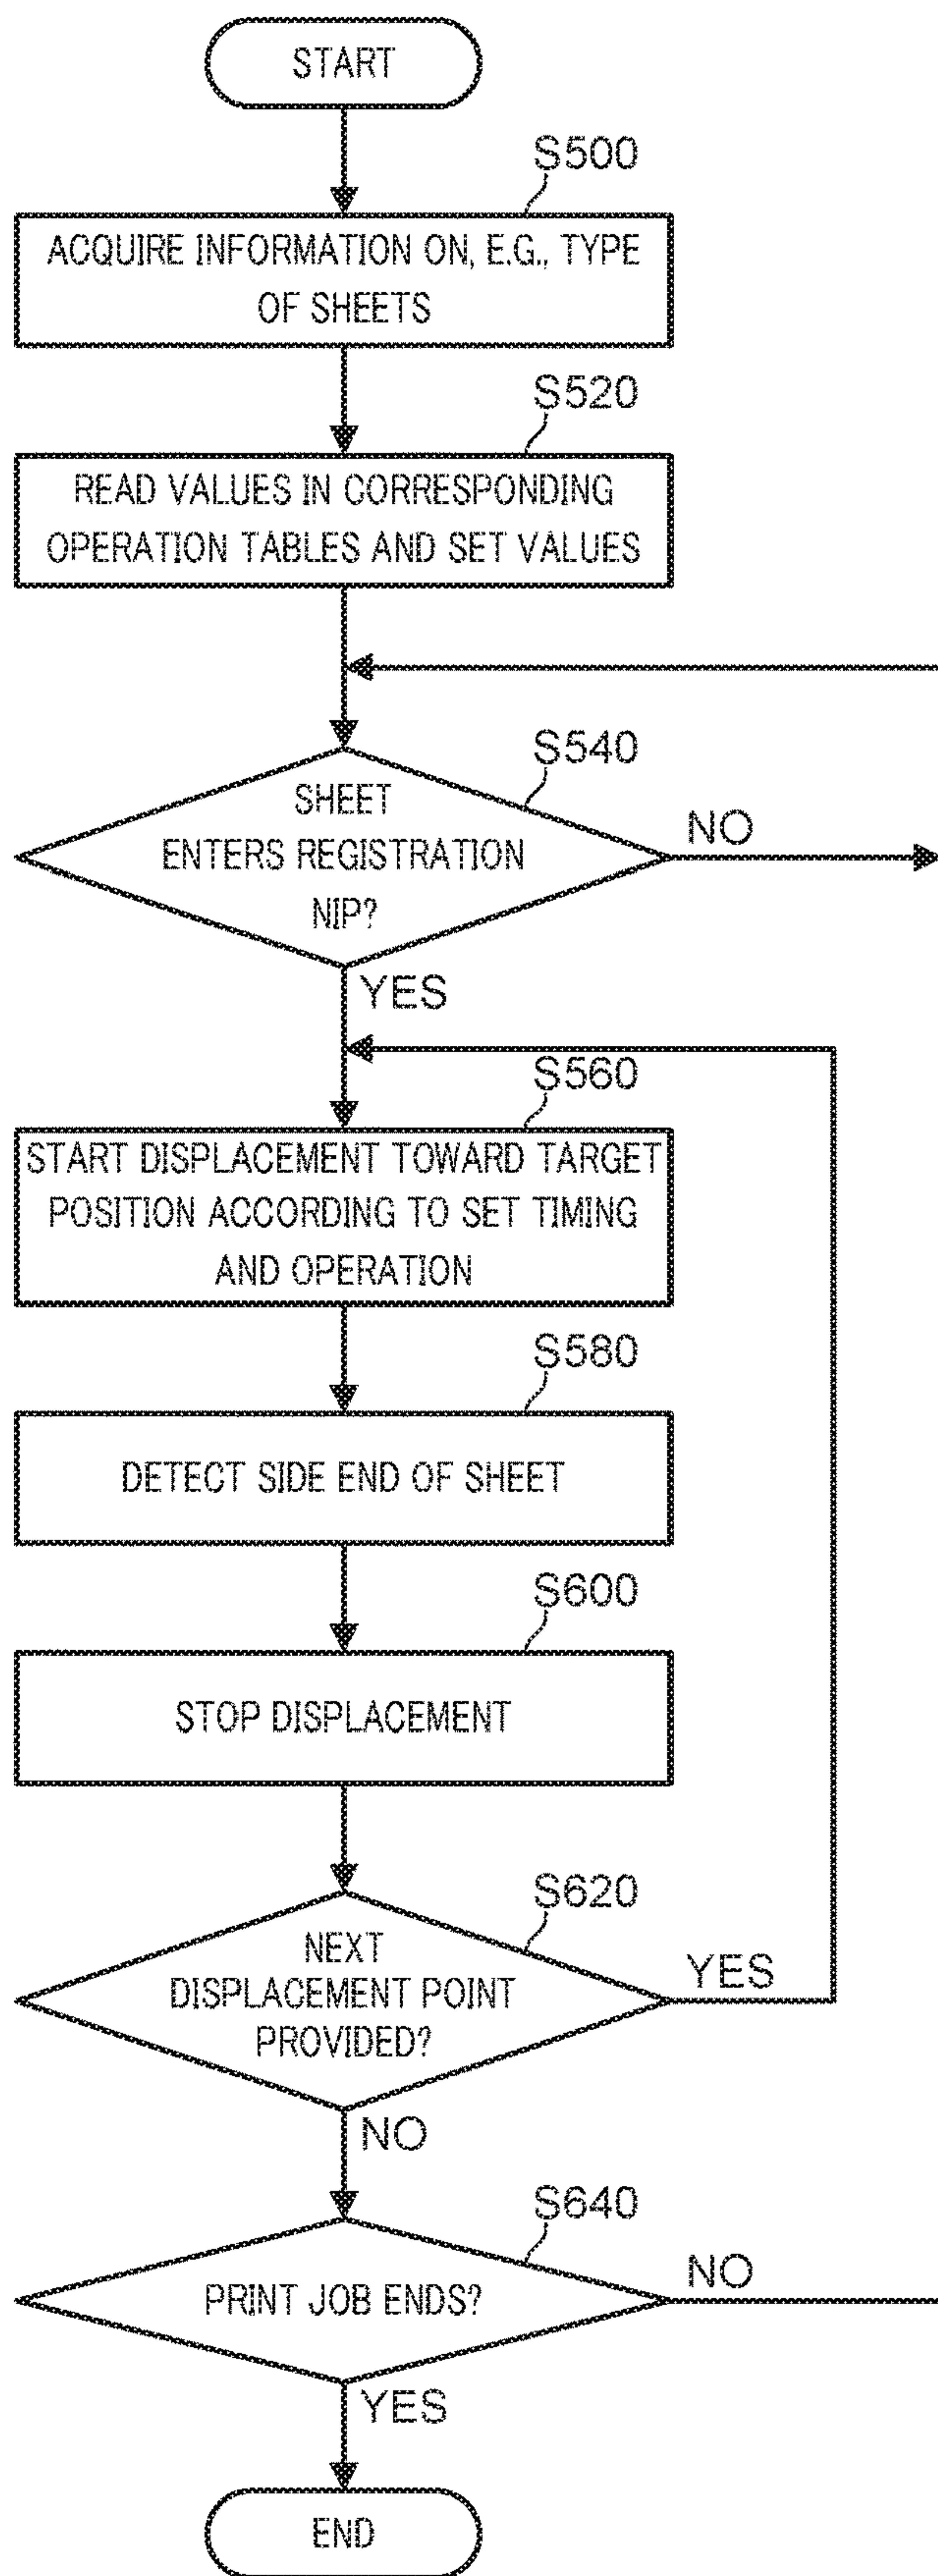 START
S500
ACQUIRE INFORMATION ON, E.G., TYPE
OF SHEETS
S520
READ VALUES IN CORRESPONDING
OPERATION TABLES AND SET VALUES
S540
SHEET
ENTERS REGISTRATION
NIP?
NO
YES
S560
START DISPLACEMENT TOWARD TARGET
POSITION ACCORDING TO SET TIMING
AND OPERATION
S580
DETECT SIDE END OF SHEET
S600
STOP DISPLACEMENT
S620
NEXT
DISPLACEMENT POINT
PROVIDED?
YES
NO
S640
PRINT JOB ENDS?
NO
YES
END